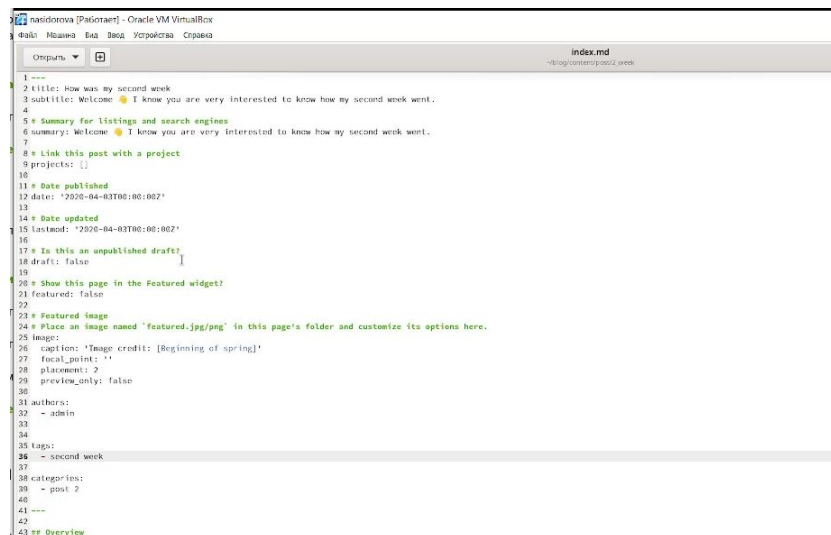 nasidorova [Работает] - Oracle VM VirtualBox
Файл Машина Вид Ввод Устройства Справка
Открыть
index.md
~/blog/content/post/2_week
1 ---
2 title: How was my second week
3 subtitle: Welcome 👋 I know you are very interested to know how my second week went.
4
5 # Summary for listings and search engines
6 summary: Welcome 👋 I know you are very interested to know how my second week went.
7
8 # Link this post with a project
9 projects: []
10
11 # Date published
12 date: '2020-04-03T00:00:00Z'
13
14 # Date updated
15 lastmod: '2020-04-03T00:00:00Z'
16
17 # Is this an unpublished draft?
18 draft: false
19
20 # Show this page in the Featured widget?
21 featured: false
22
23 # Featured image
24 # Place an image named `featured.jpg/png` in this page's folder and customize its options here.
25 image:
26   caption: 'Image credit: [Beginning of spring]'
27   focal_point: ''
28   placement: 2
29   preview_only: false
30
31 authors:
32   - admin
33
34
35 tags:
36   - second week
37
38 categories:
39   - post 2
40
41 ---
42
43 ## Overview